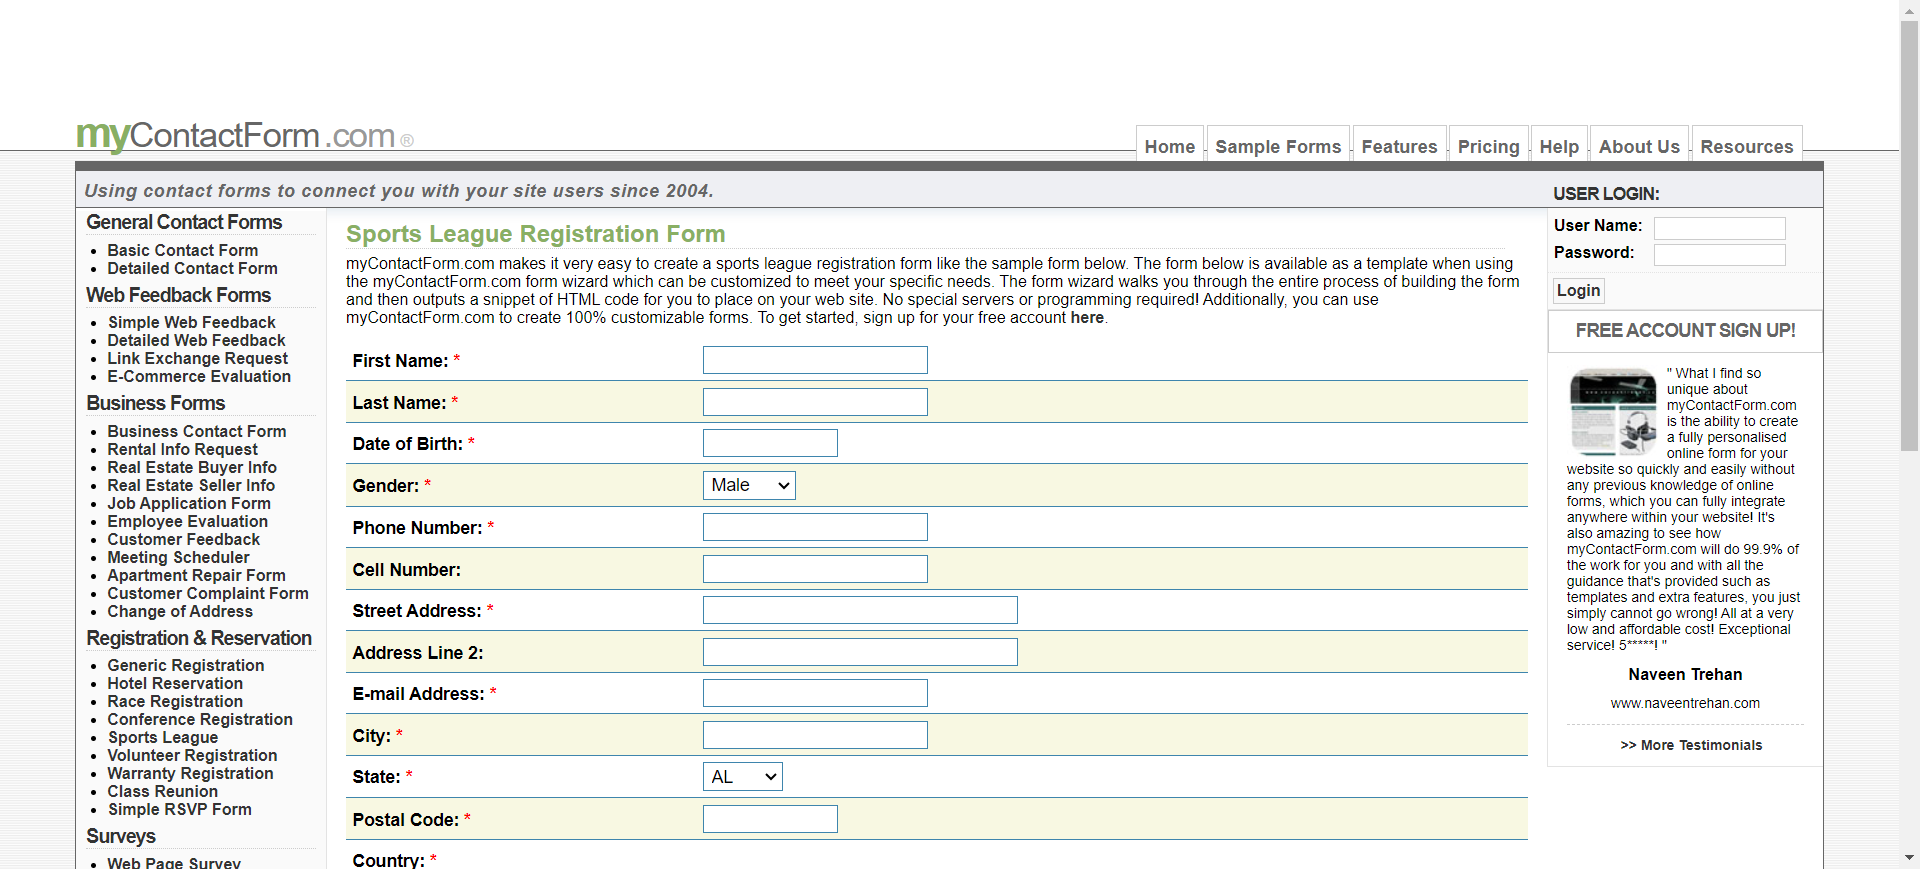 myContactForm.com®
Home
Sample Forms
Features
Pricing
Help
About Us
Resources
Using contact forms to connect you with your site users since 2004.
USER LOGIN:
General Contact Forms
Basic Contact Form
Detailed Contact Form
Web Feedback Forms
Simple Web Feedback
Detailed Web Feedback
Link Exchange Request
E-Commerce Evaluation
Business Forms
Business Contact Form
Rental Info Request
Real Estate Buyer Info
Real Estate Seller Info
Job Application Form
Employee Evaluation
Customer Feedback
Meeting Scheduler
Apartment Repair Form
Customer Complaint Form
Change of Address
Registration & Reservation
Generic Registration
Hotel Reservation
Race Registration
Conference Registration
Sports League
Volunteer Registration
Warranty Registration
Class Reunion
Simple RSVP Form
Surveys
Web Page Survey
Sports League Registration Form
myContactForm.com makes it very easy to create a sports league registration form like the sample form below. The form below is available as a template when using
the myContactForm.com form wizard which can be customized to meet your specific needs. The form wizard walks you through the entire process of building the form
and then outputs a snippet of HTML code for you to place on your web site. No special servers or programming required! Additionally, you can use
myContactForm.com to create 100% customizable forms. To get started, sign up for your free account here.
First Name: *
Last Name: *
Date of Birth: *
Gender: * Male
Phone Number: *
Cell Number:
Street Address: *
Address Line 2:
E-mail Address: *
City: *
State: * AL
Postal Code: *
Country: *
User Name:
Password:
Login
FREE ACCOUNT SIGN UP!
" What I find so
unique about
myContactForm.com
is the ability to create
a fully personalised
online form for your
website so quickly and easily without
any previous knowledge of online
forms, which you can fully integrate
anywhere within your website! It's
also amazing to see how
myContactForm.com will do 99.9% of
the work for you and with all the
guidance that's provided such as
templates and extra features, you just
simply cannot go wrong! All at a very
low and affordable cost! Exceptional
service! 5*****! "
Naveen Trehan
www.naveentrehan.com
>> More Testimonials